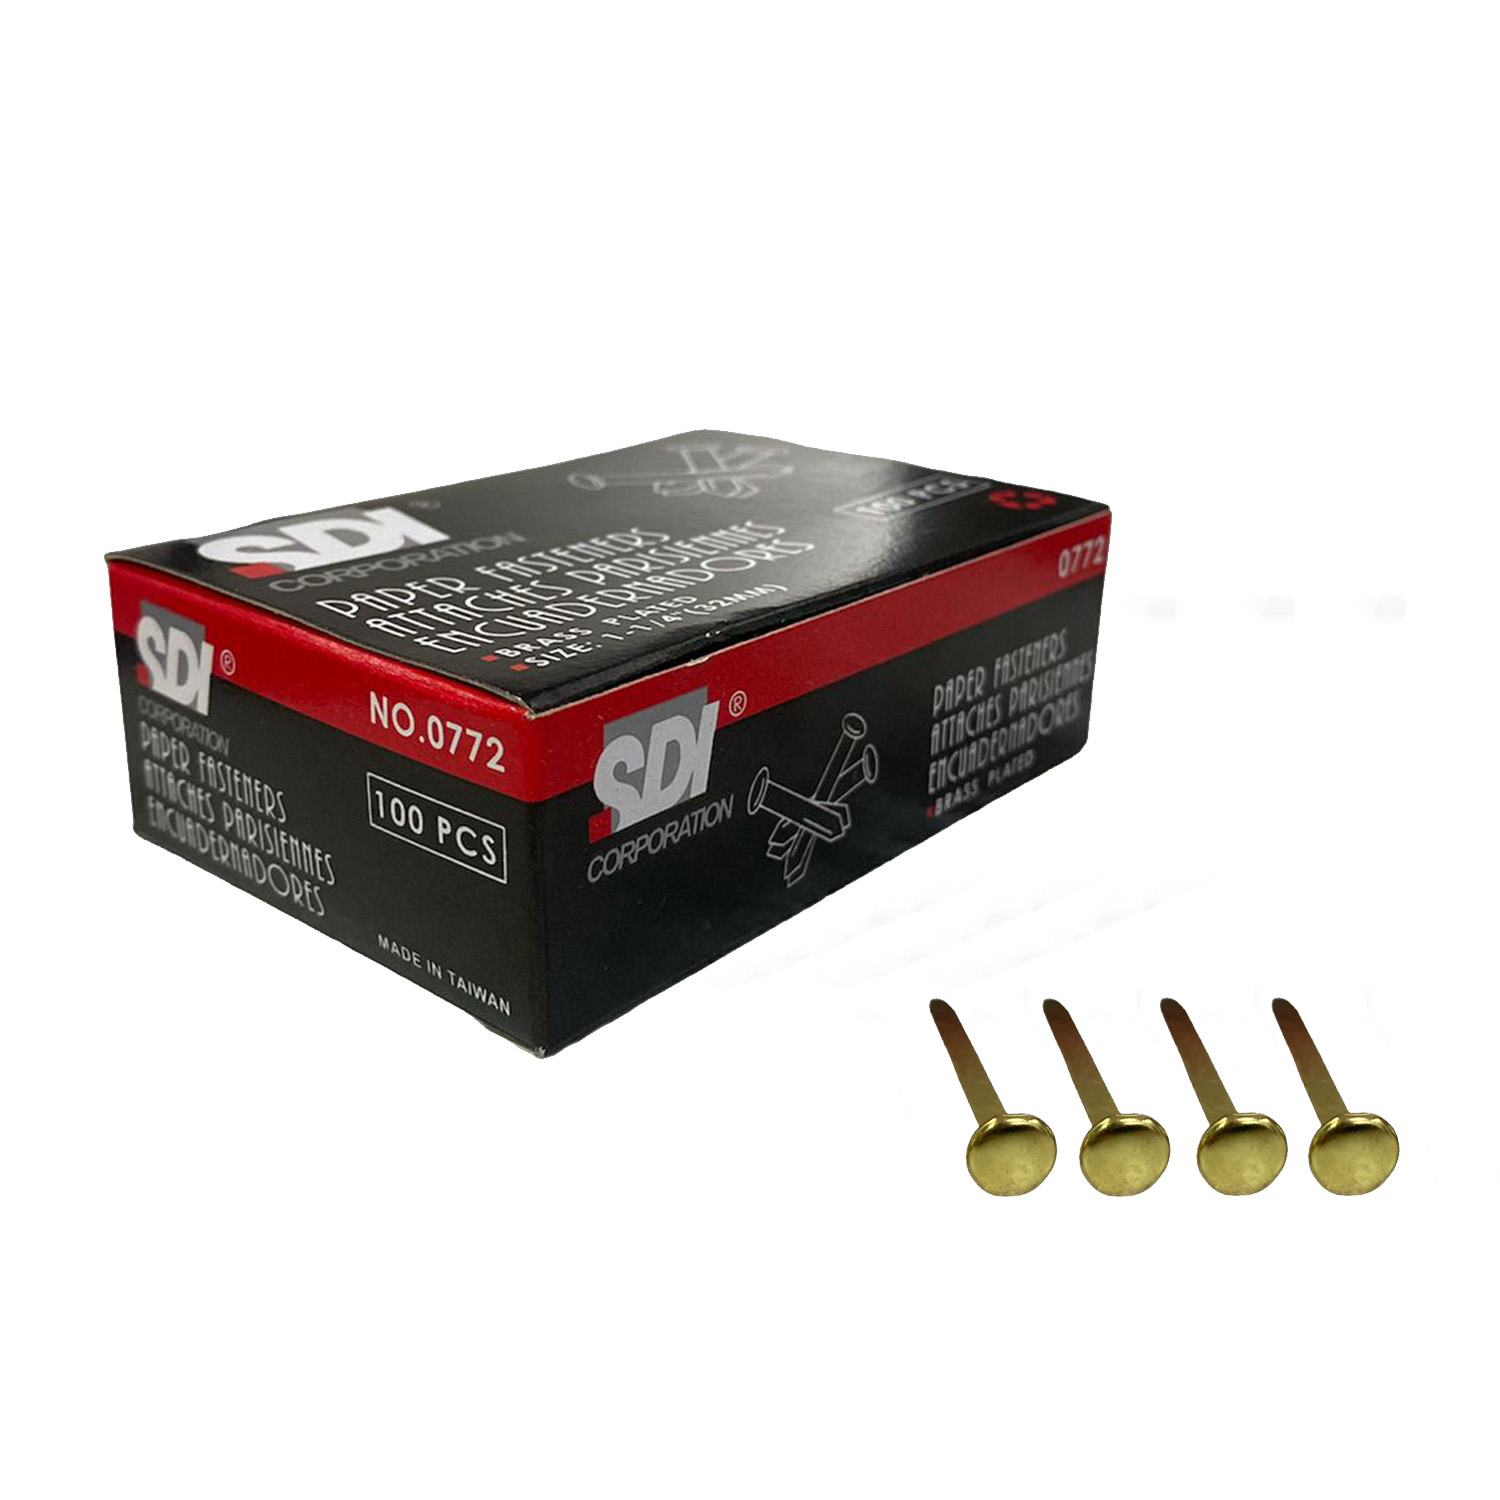 SDI®
CORPORATION
PAPER FASTENERS
ATTACHES PARISIENNES
ENCUADERNADORES
BRASS PLATED
SIZE: 1-1/4" (32MM)
100 PCS
SDI®
CORPORATION
PAPER FASTENERS
ATTACHES PARISIENNES
ENCUADERNADORES
NO.0772
100 PCS
MADE IN TAIWAN
SDI®
CORPORATION
0772
PAPER FASTENERS
ATTACHES PARISIENNES
ENCUADERNADORES
BRASS PLATED